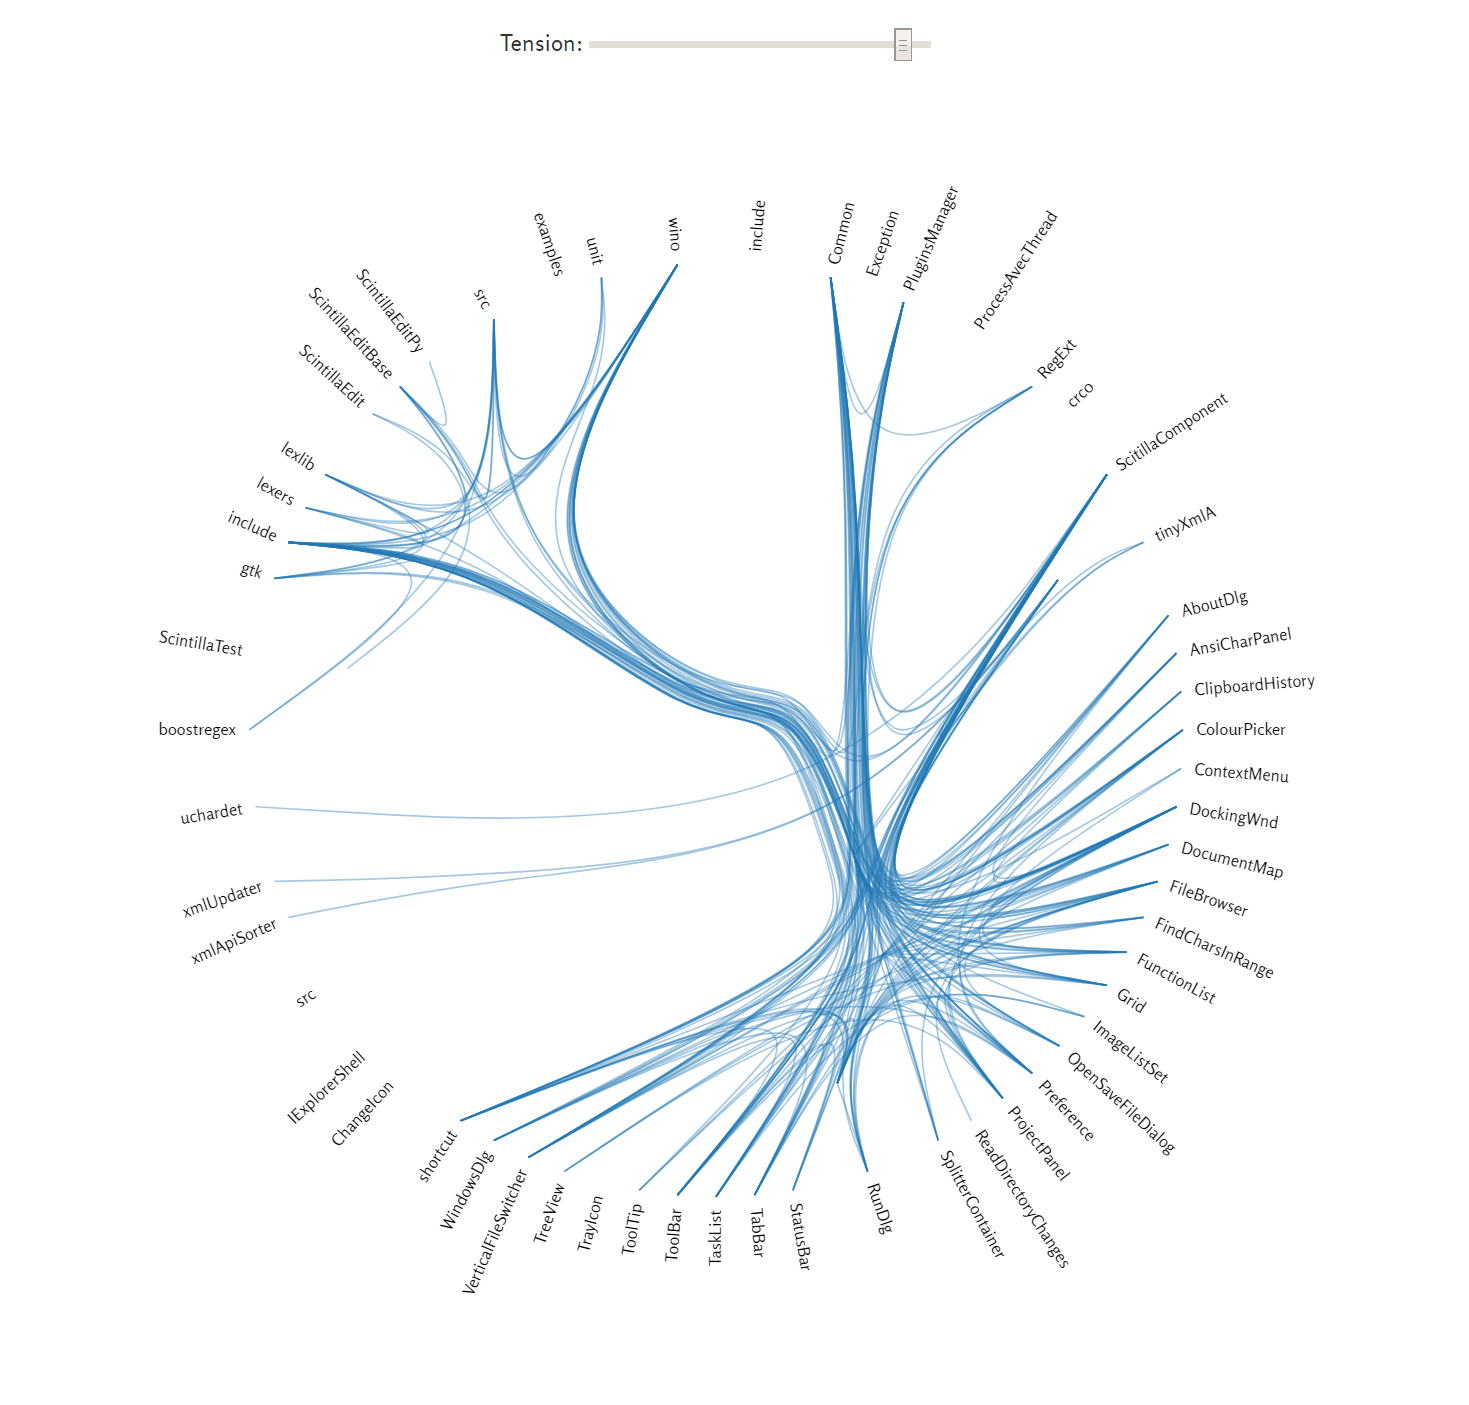 Tension:
include
Common
Exception
PluginsManager
ProcessAvecThread
RegExt
crco
ScitillaComponent
tinyXmlA
AboutDlg
AnsiCharPanel
ClipboardHistory
ColourPicker
ContextMenu
DockingWnd
DocumentMap
FileBrowser
FindCharsInRange
FunctionList
Grid
ImageListSet
OpenSaveFileDialog
Preference
ProjectPanel
ReadDirectoryChanges
SplitterContainer
RunDlg
StatusBar
TabBar
TaskList
ToolBar
ToolTip
TrayIcon
TreeView
VerticalFileSwitcher
WindowsDlg
shortcut
ChangeIcon
IExplorerShell
src
xmlApiSorter
xmlUpdater
uchardet
boostregex
ScintillaTest
gtk
include
lexers
lexlib
ScintillaEdit
ScintillaEditBase
ScintillaEditPy
src
examples
unit
wino